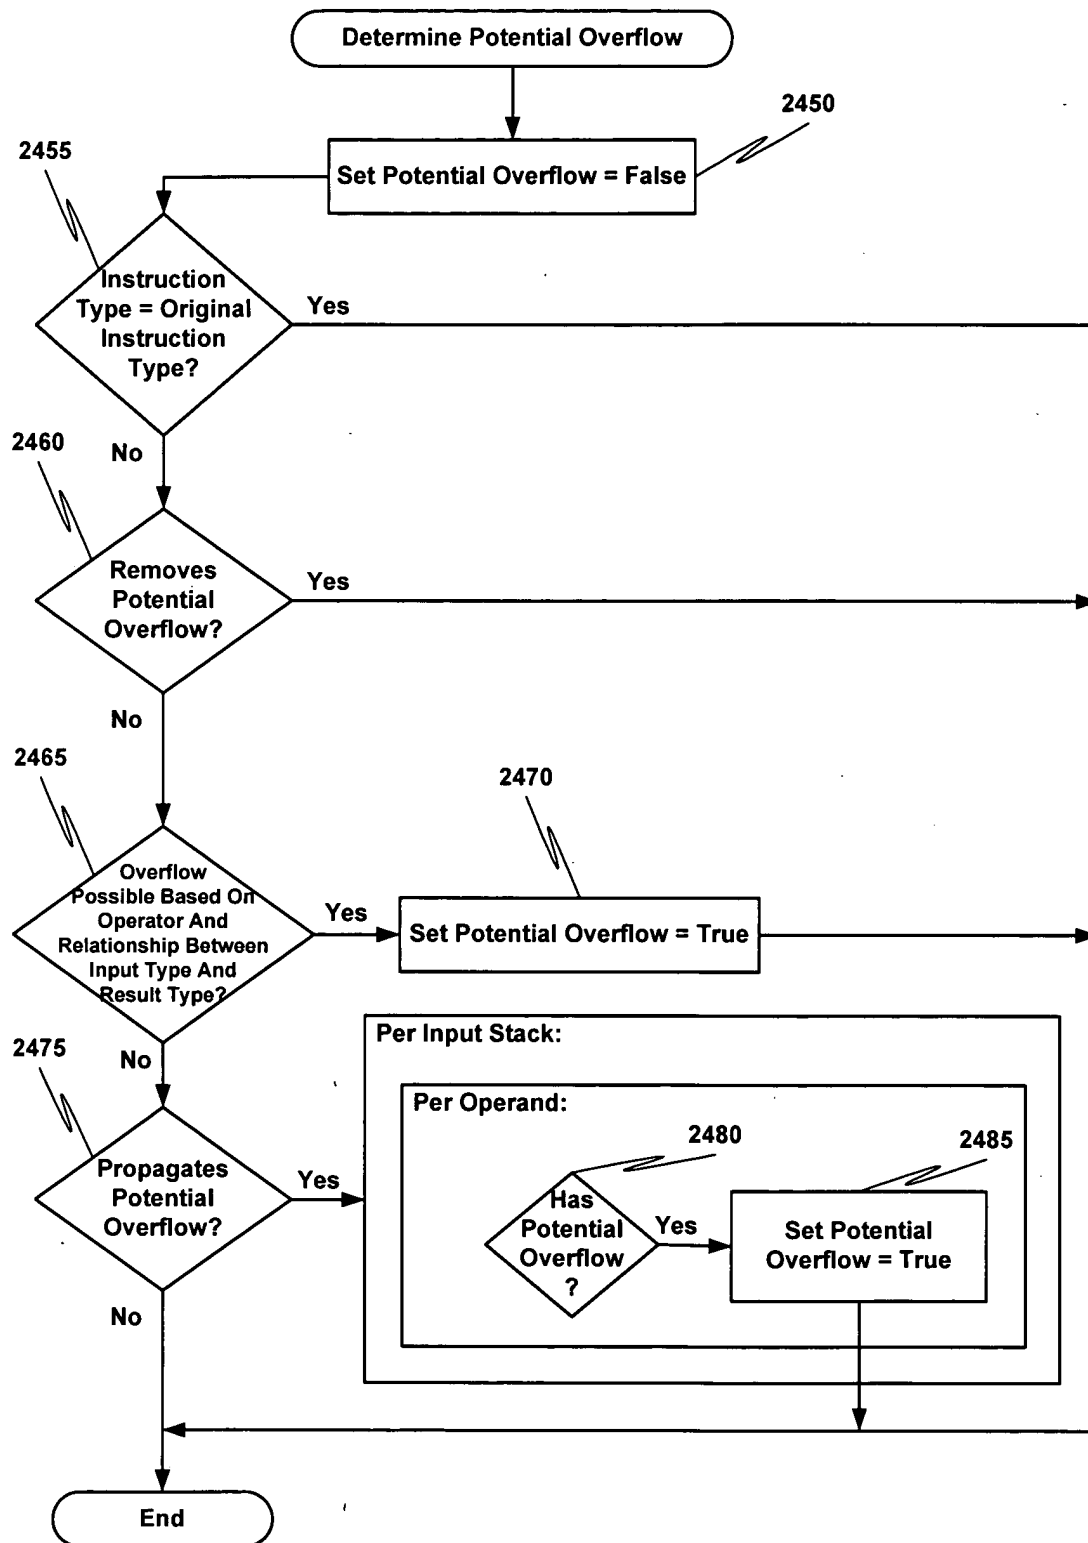 Determine Potential Overflow
2450
2455
Set Potential Overflow = False
Instruction
Type = Original
Instruction
Type?
Yes
No
2460
Removes
Potential
Overflow?
Yes
No
2465
2470
Overflow
Possible Based On
Operator And
Relationship Between
Input Type And
Result Type?
Yes
Set Potential Overflow = True
No
2475
Per Input Stack:
Per Operand:
2480
2485
Propagates
Potential
Overflow?
Yes
Has
Potential
Overflow
?
Yes
Set Potential
Overflow = True
No
End